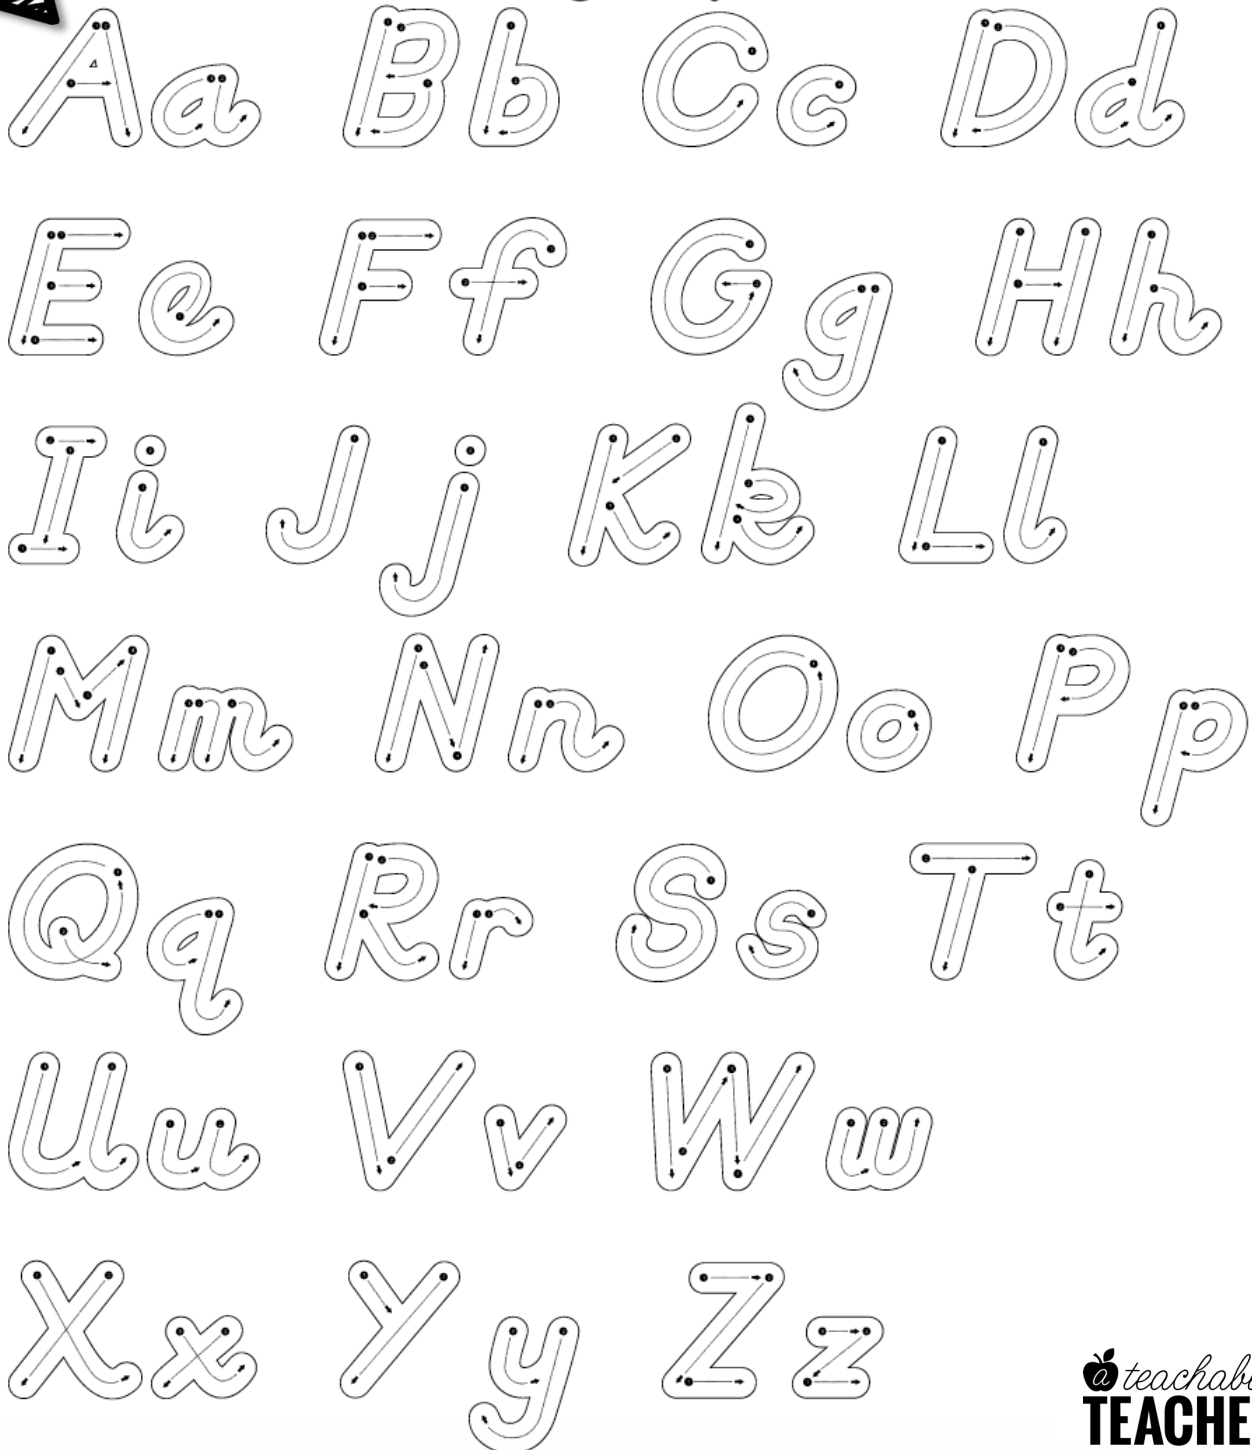 Aa Bb Cc Dd
Ee Ff Gg Hh
Ii Jj Kk Ll
Mm Nn Oo Pp
Qq Rr Ss Tt
Uu Vv Ww
Xx Yy Zz
a teachabl
TEACHE